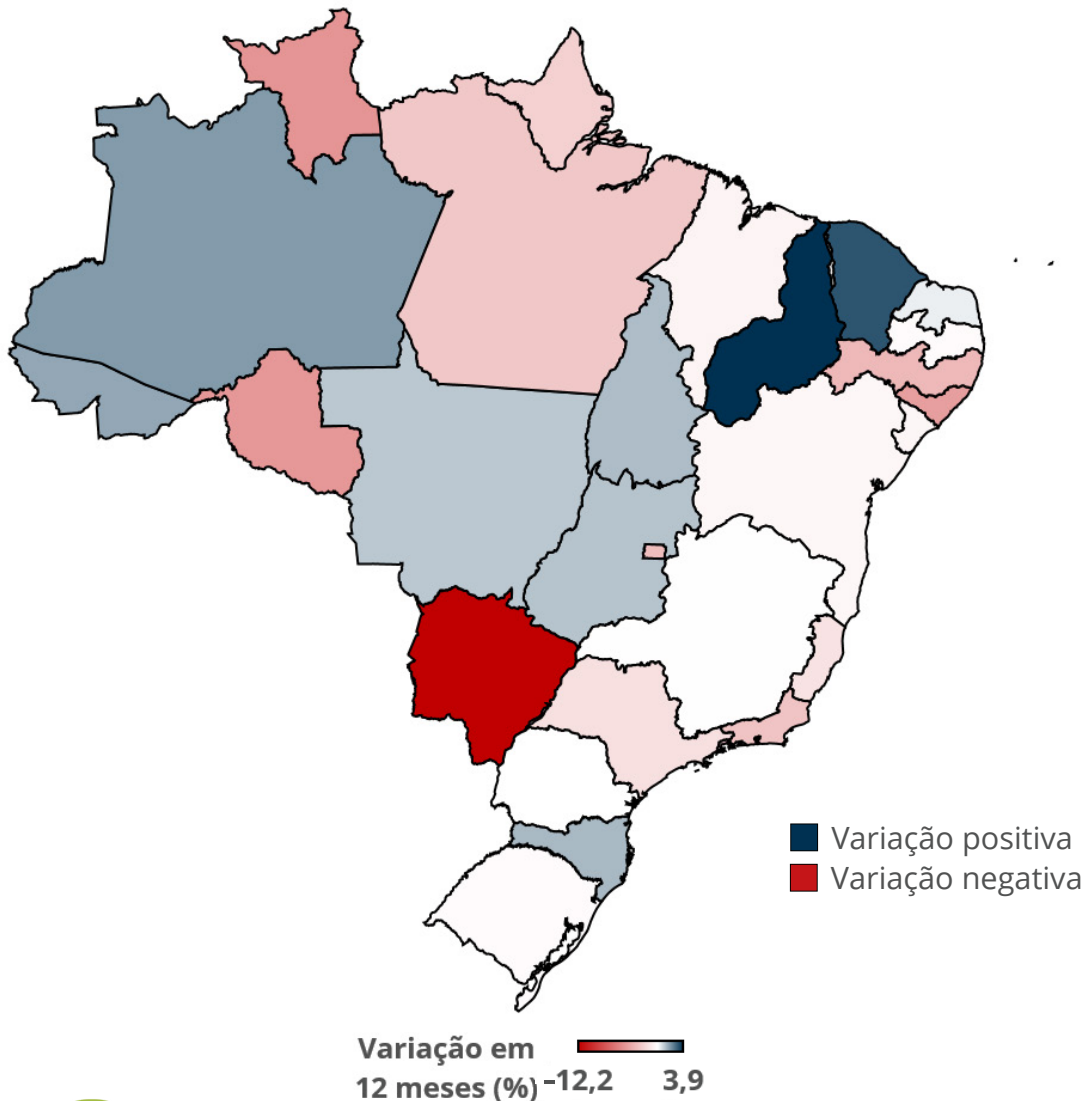 Variação positiva
Variação negativa
Variação em
12 meses (%)
-12,2 3,9